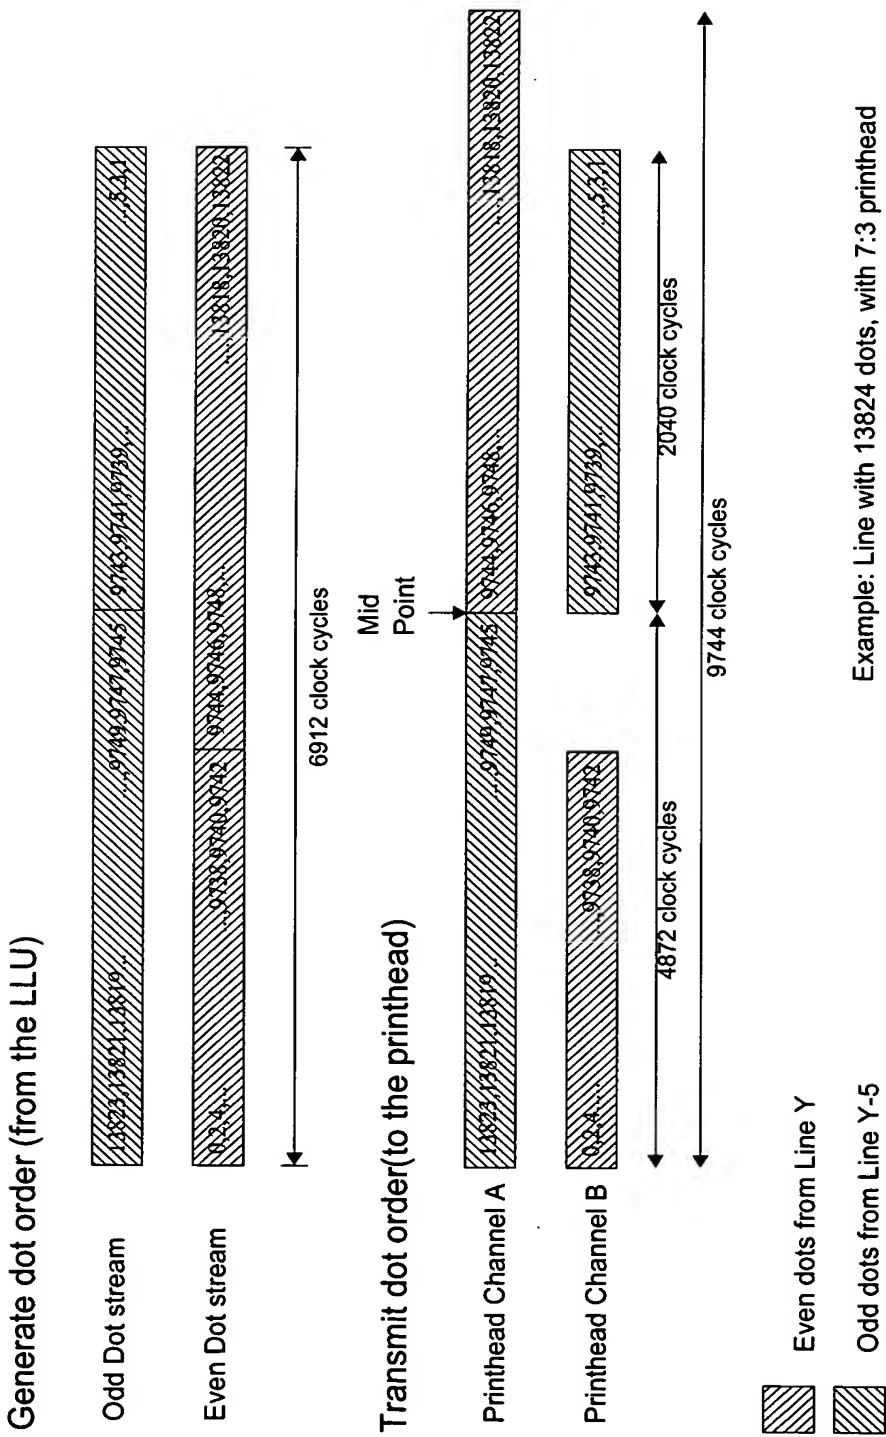 Generate dot order (from the LLU)
Odd Dot stream
13823,13821,13819... ...,9749,9747,9745 9743,9741,9739,... ...,5,3,1
Even Dot stream
0,2,4,... ...,9738,9740,9742 9744,9746,9748,... ....,13818,13820,13822
6912 clock cycles
Transmit dot order(to the printhead)
Mid
Point
Printhead Channel A
13823,13821,13819... ...,9749,9747,9745 9744,9746,9748,... ....,13818,13820,13822
Printhead Channel B
0,2,4..... ...,9738,9740,9742 9743,9741,9739,... ...,5,3,1
4872 clock cycles
2040 clock cycles
9744 clock cycles
Even dots from Line Y
Odd dots from Line Y-5
Example: Line with 13824 dots, with 7:3 printhead